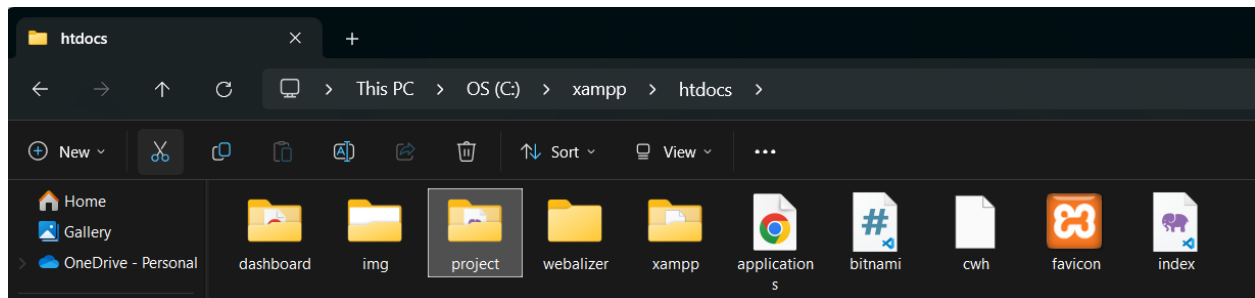 htdocs
This PC > OS (C:) > xampp > htdocs >
New Sort View
Home
Gallery
OneDrive - Personal
dashboard img project webalizer xampp application bitnami cwh favicon index
s